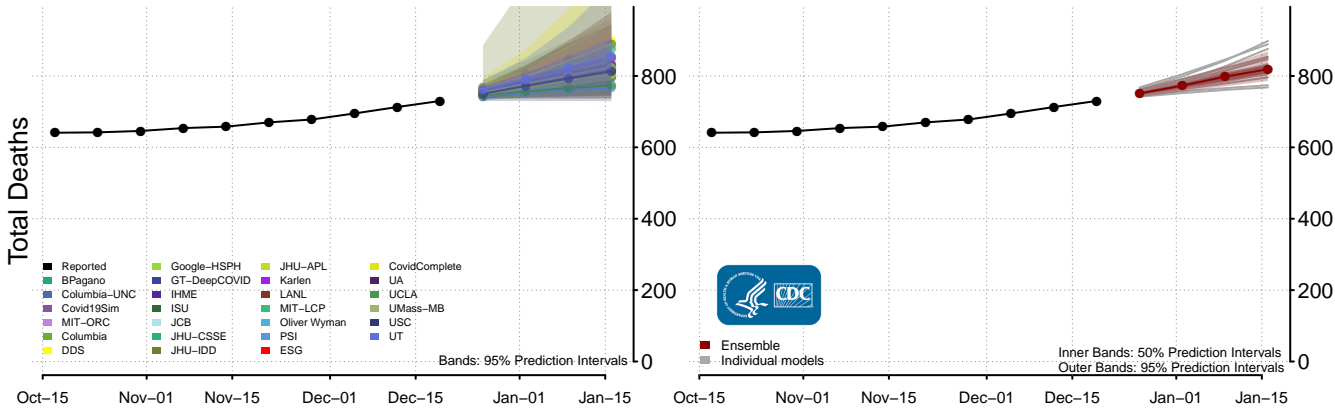 Total Deaths
800
600
400
200
0
Reported
BPagano
Columbia−UNC
Covid19Sim
MIT−ORC
Columbia
DDS
Google−HSPH
GT−DeepCOVID
IHME
ISU
JCB
JHU−CSSE
JHU−IDD
JHU−APL
Karlen
LANL
MIT−LCP
Oliver Wyman
PSI
ESG
CovidComplete
UA
UCLA
UMass−MB
USC
UT
Bands: 95% Prediction Intervals
Oct−15 Nov−01 Nov−15 Dec−01 Dec−15 Jan−01 Jan−15
800
600
400
200
0
CDC
Ensemble
Individual models
Inner Bands: 50% Prediction Intervals
Outer Bands: 95% Prediction Intervals
Oct−15 Nov−01 Nov−15 Dec−01 Dec−15 Jan−01 Jan−15